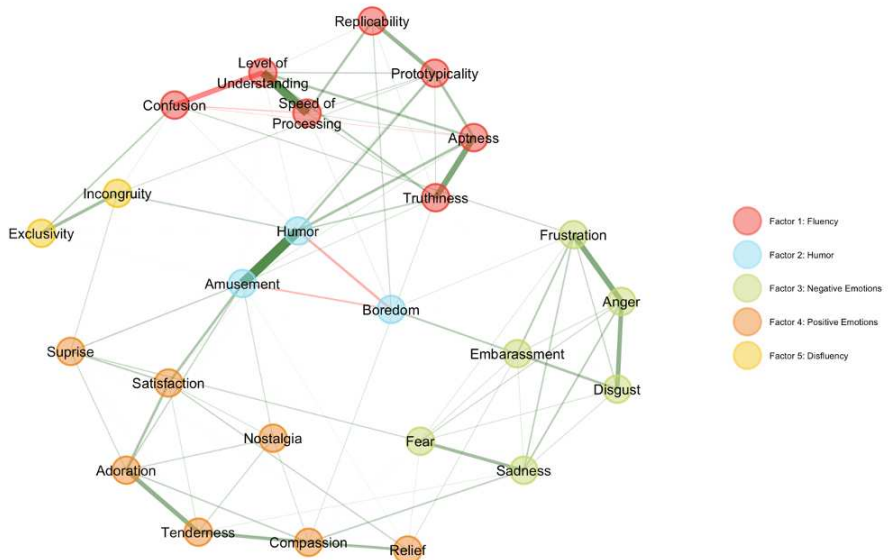 Replicability
Level of
Understanding
Prototypicality
Confusion
Speed of
Processing
Aptness
Incongruity
Truthiness
Exclusivity
Humor
Frustration
Amusement
Boredom
Anger
Suprise
Embarassment
Satisfaction
Disgust
Nostalgia
Fear
Adoration
Sadness
Tenderness
Compassion
Relief
Factor 1: Fluency
Factor 2: Humor
Factor 3: Negative Emotions
Factor 4: Positive Emotions
Factor 5: Disfluency